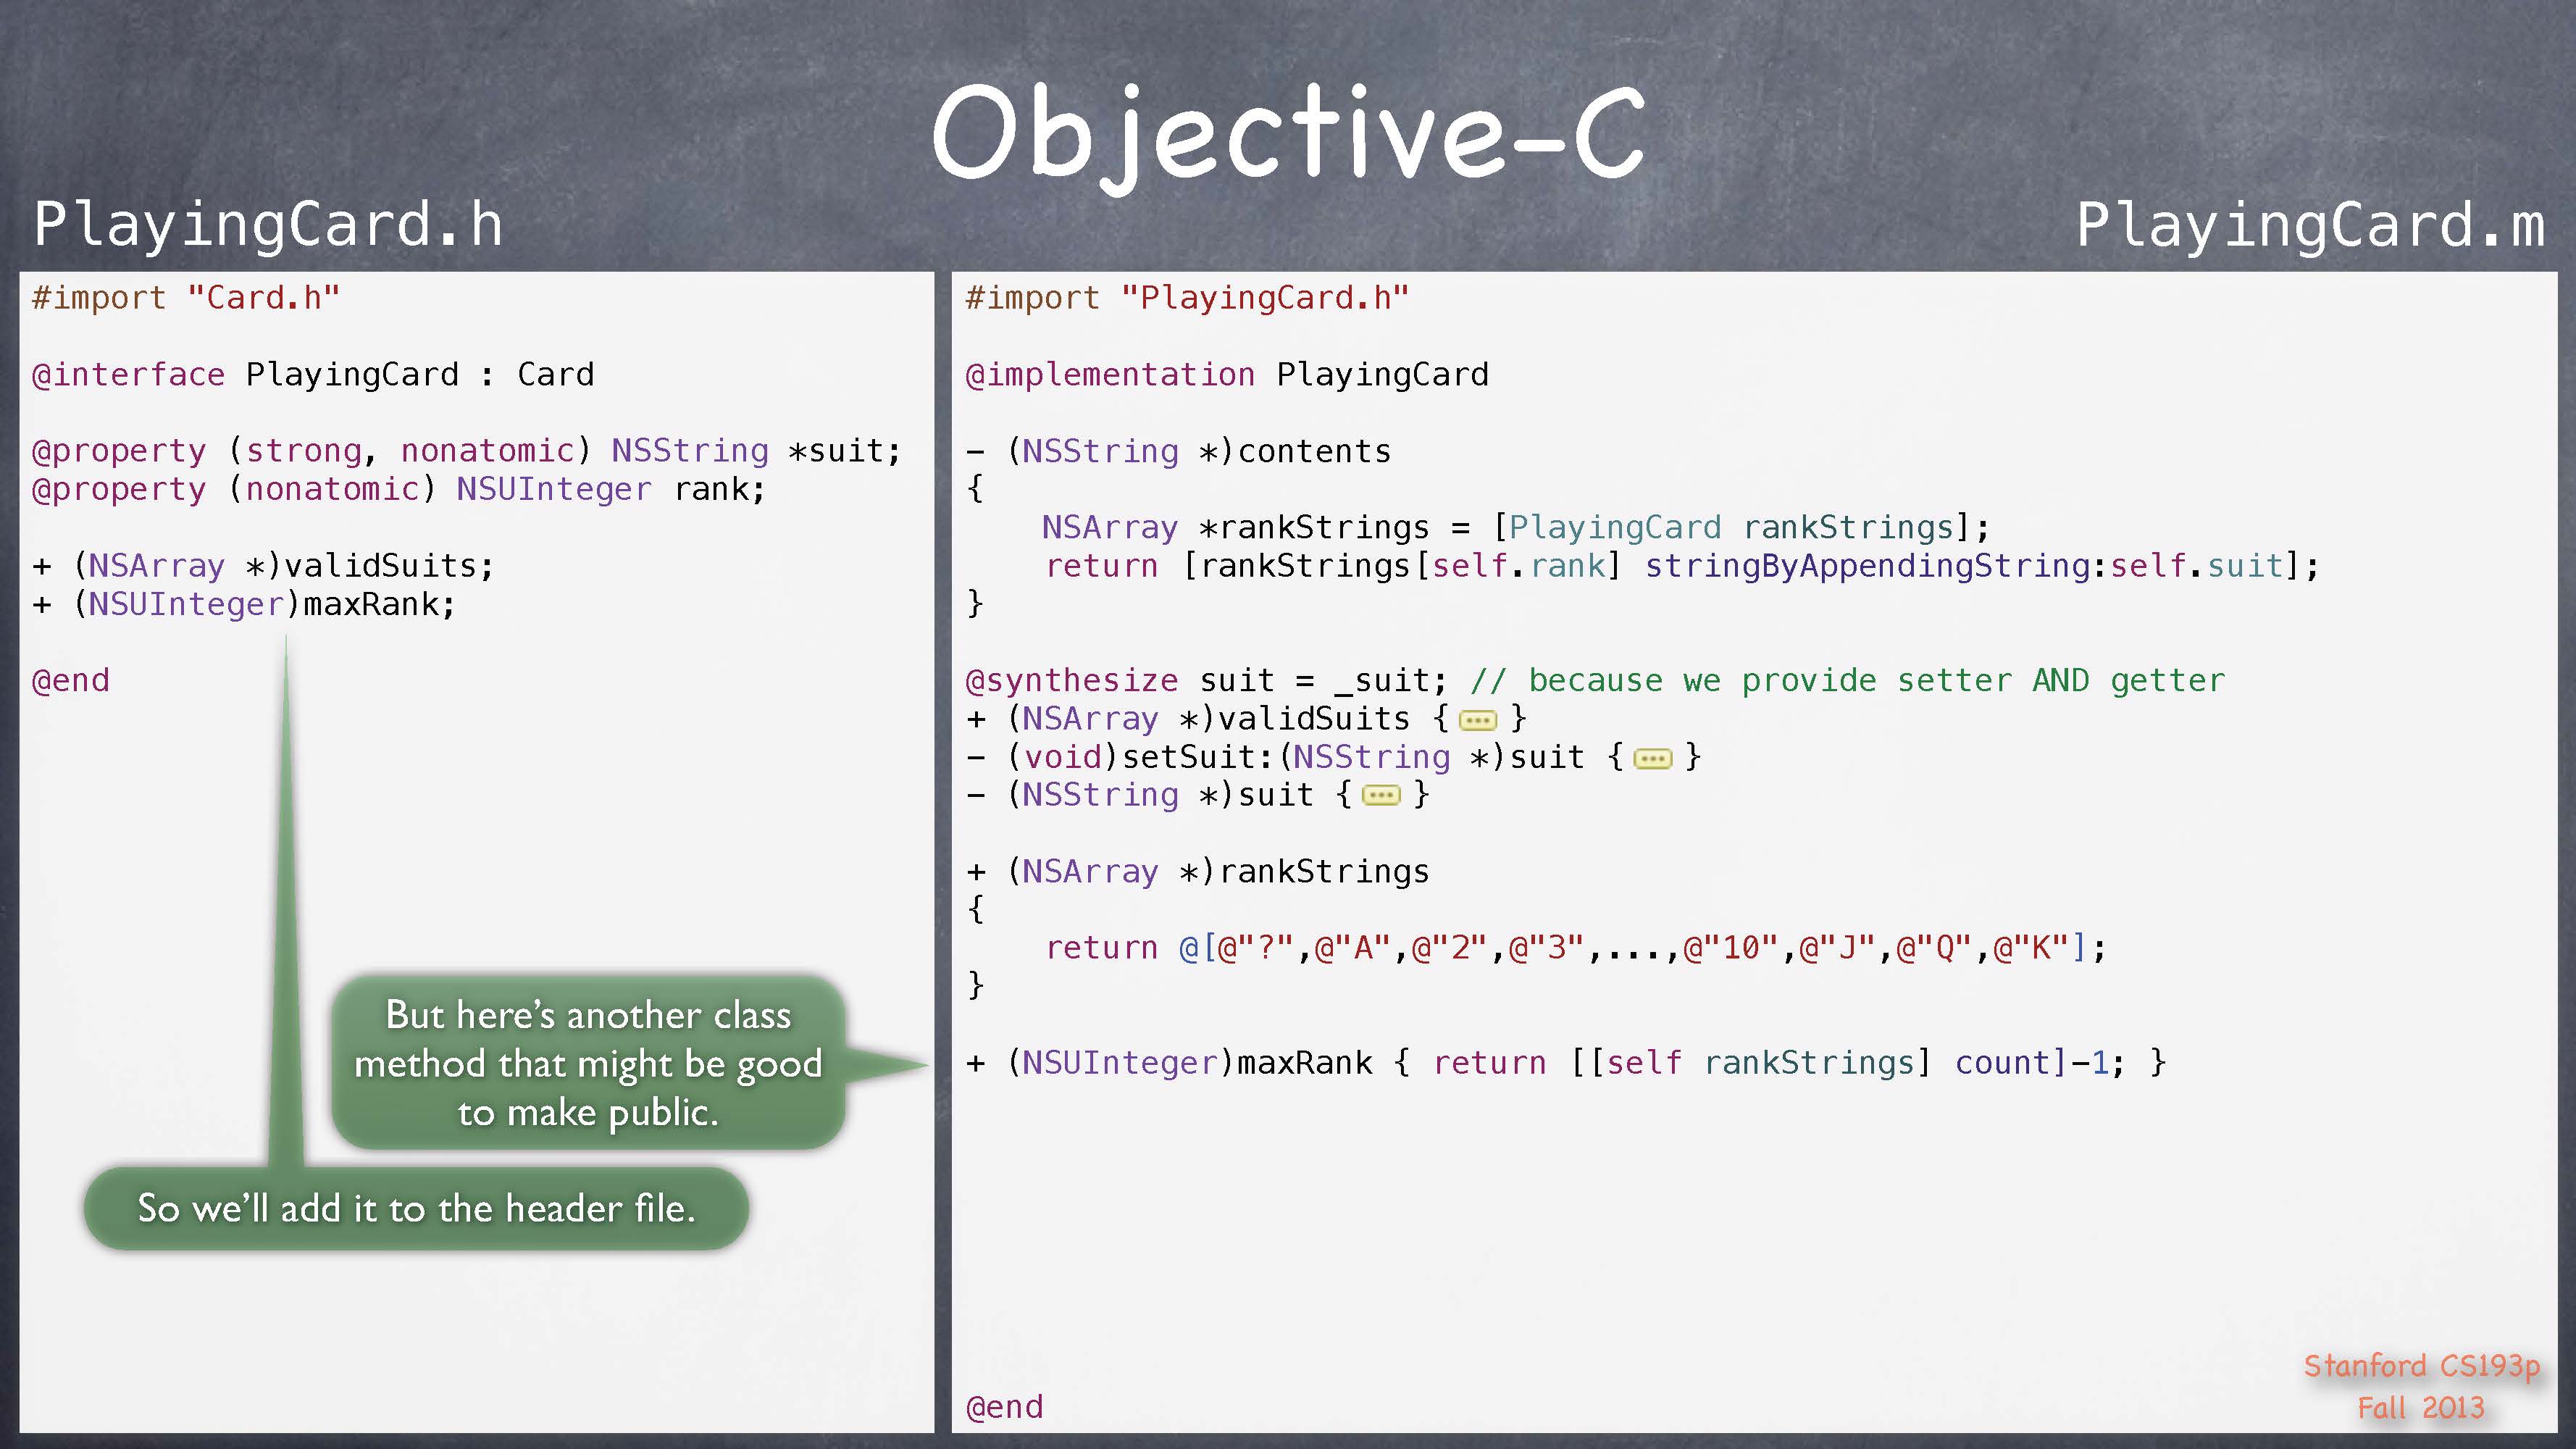 Objective-C
PlayingCard.h
PlayingCard.m
#import "Card.h"
@interface PlayingCard : Card
@property (strong, nonatomic) NSString *suit;
@property (nonatomic) NSUInteger rank;
+ (NSArray *)validSuits;
+ (NSUInteger)maxRank;
@end
But here’s another class
method that might be good
to make public.
So we’ll add it to the header file.
#import "PlayingCard.h"
@implementation PlayingCard
- (NSString *)contents
{
    NSArray *rankStrings = [PlayingCard rankStrings];
    return [rankStrings[self.rank] stringByAppendingString:self.suit];
}
@synthesize suit = _suit; // because we provide setter AND getter
+ (NSArray *)validSuits {...}
- (void)setSuit:(NSString *)suit {...}
- (NSString *)suit {...}
+ (NSArray *)rankStrings
{
    return @[@"?",@"A",@"2",@"3",...,@"10",@"J",@"Q",@"K"];
}
+ (NSUInteger)maxRank { return [[self rankStrings] count]-1; }
@end
Stanford CS193p
Fall 2013